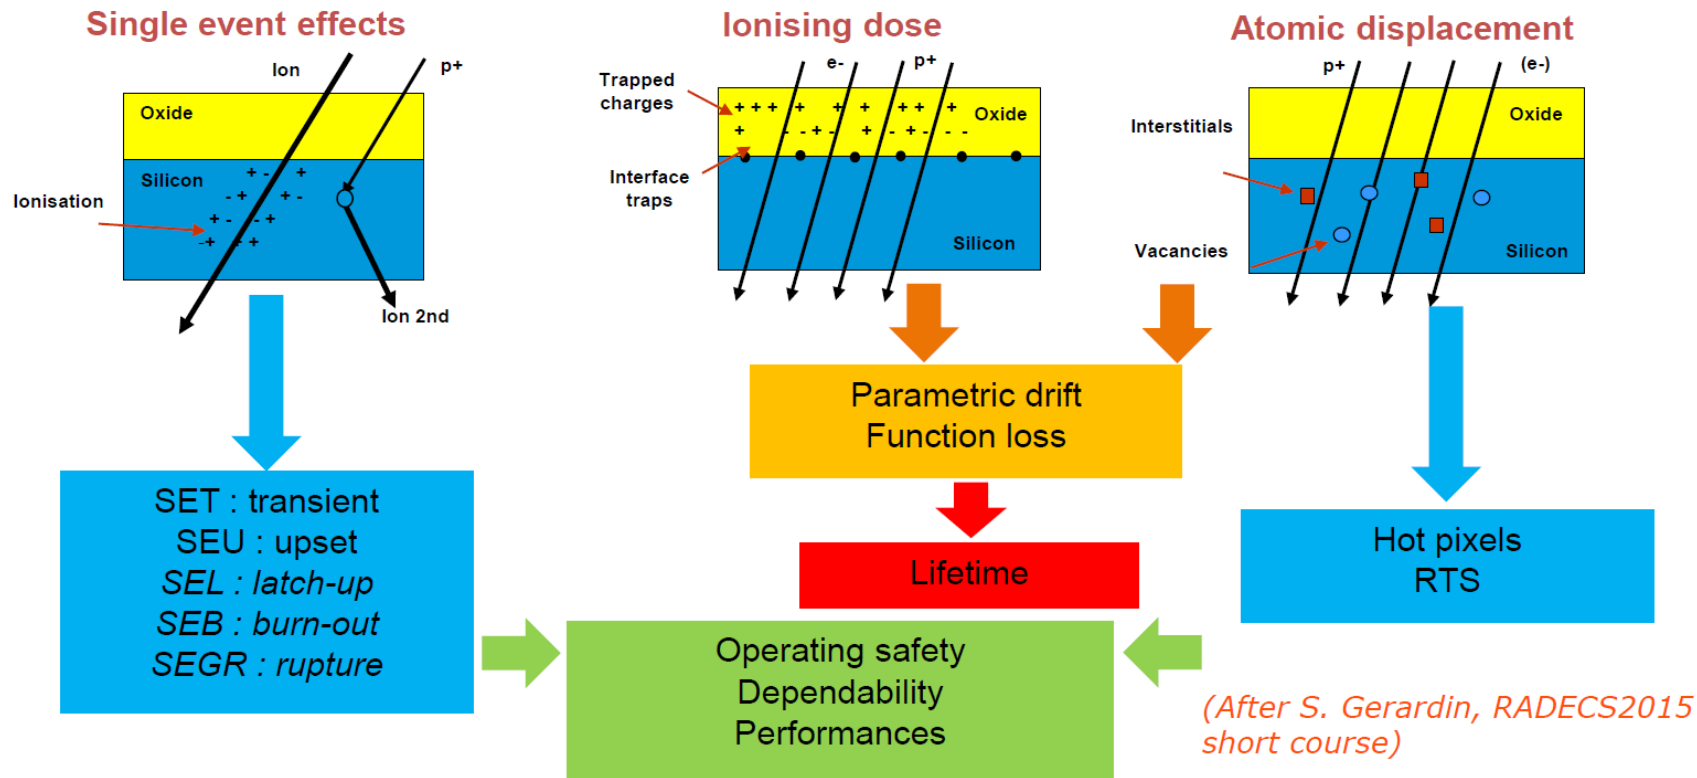 Single event effects
Ion
p+
Oxide
+ - +
Silicon
- + + -
Ionisation
+ - - +
- + + +
Ion 2nd
Ionising dose
e-
p+
Trapped
charges
+ + + + + + + + +
Oxide
+ - - + - + - + - - -
Interface
traps
Silicon
Atomic displacement
p+
(e-)
Interstitials
Oxide
Vacancies
Silicon
Parametric drift
Function loss
Lifetime
SET : transient
SEU : upset
SEL : latch-up
SEB : burn-out
SEGR : rupture
Hot pixels
RTS
Operating safety
Dependability
Performances
(After S. Gerardin, RADECS2015
short course)